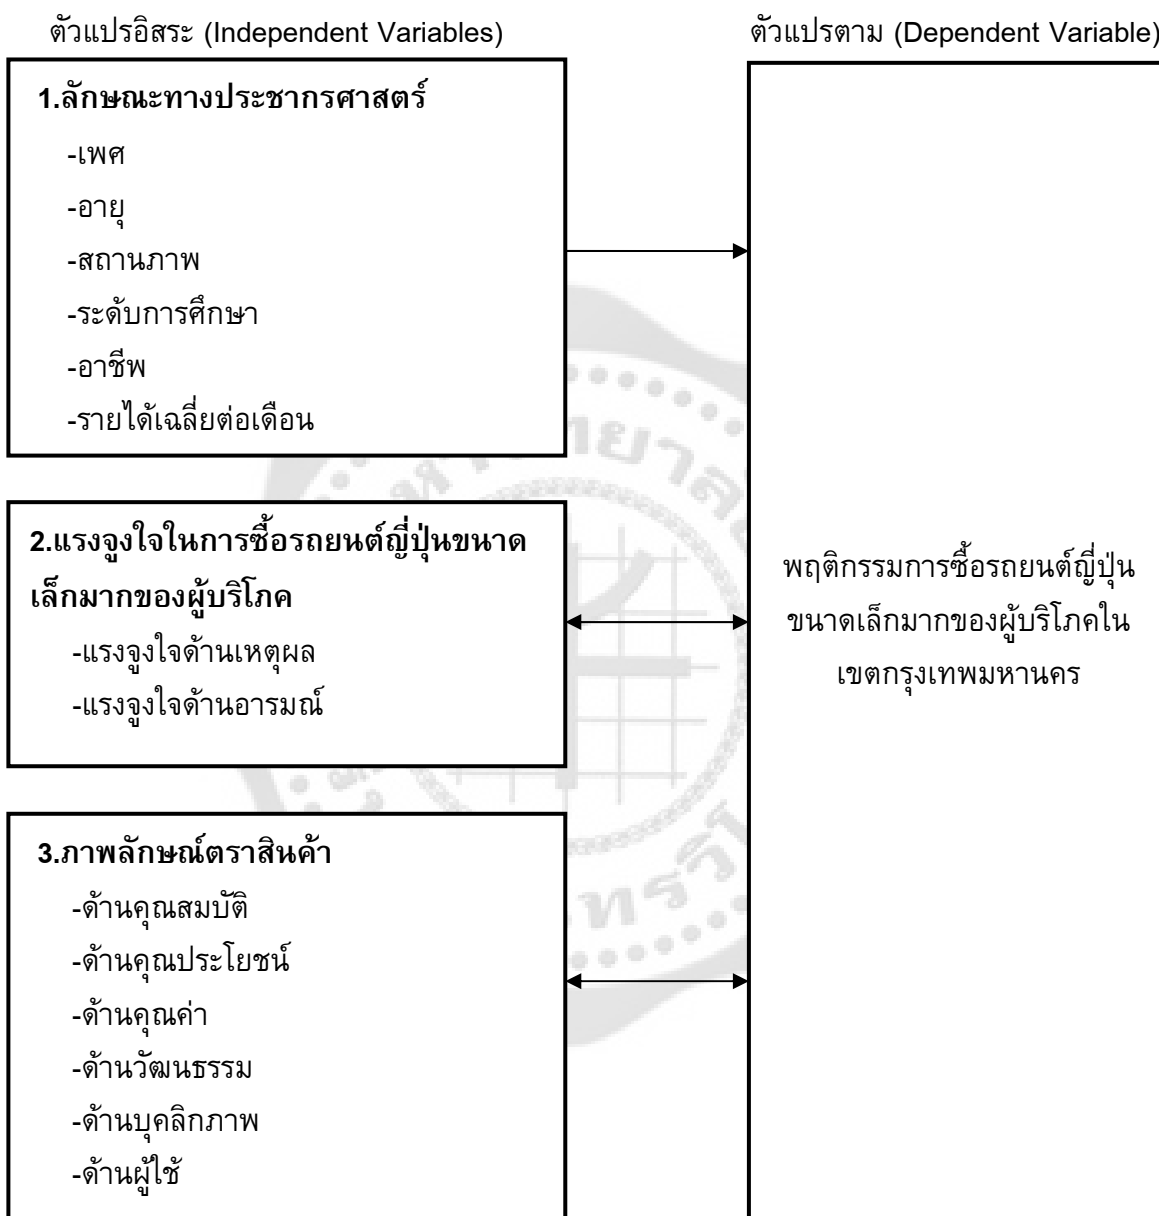 ตัวแปรอิสระ (Independent Variables)
ตัวแปรตาม (Dependent Variable)
1.ลักษณะทางประชากรศาสตร์
-เพศ
-อายุ
-สถานภาพ
-ระดับการศึกษา
-อาชีพ
-รายได้เฉลี่ยต่อเดือน
2.แรงจูงใจในการซื้อรถยนต์ญี่ปุ่นขนาด
เล็กมากของผู้บริโภค
-แรงจูงใจด้านเหตุผล
-แรงจูงใจด้านอารมณ์
3.ภาพลักษณ์ตราสินค้า
-ด้านคุณสมบัติ
-ด้านคุณประโยชน์
-ด้านคุณค่า
-ด้านวัฒนธรรม
-ด้านบุคลิกภาพ
-ด้านผู้ใช้
พฤติกรรมการซื้อรถยนต์ญี่ปุ่น
ขนาดเล็กมากของผู้บริโภคใน
เขตกรุงเทพมหานคร